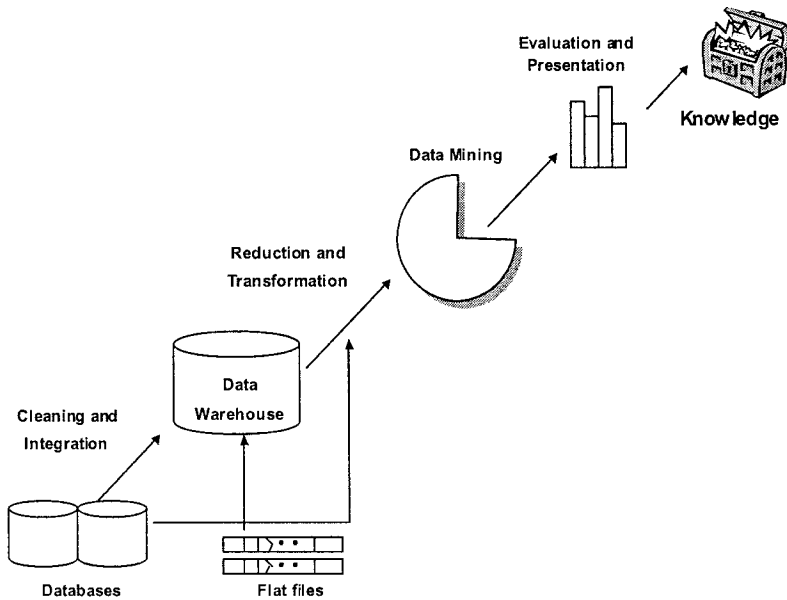 Evaluation and
Presentation
Knowledge
Data Mining
Reduction and
Transformation
Data
Warehouse
Cleaning and
Integration
Databases
Flat files